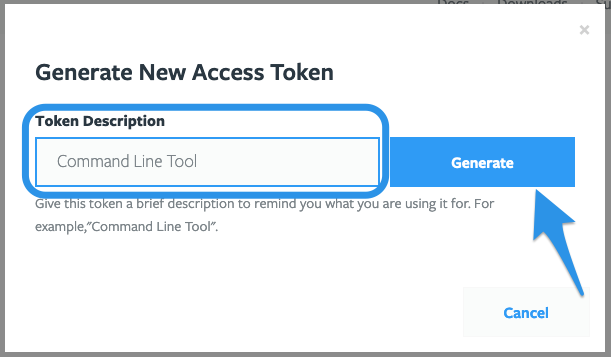 Docs Downloads
Generate New Access Token
Token Description
Command Line Tool
Generate
Give this token a brief description to remind you what you are using it for. For
example,"Command Line Tool".
Cancel